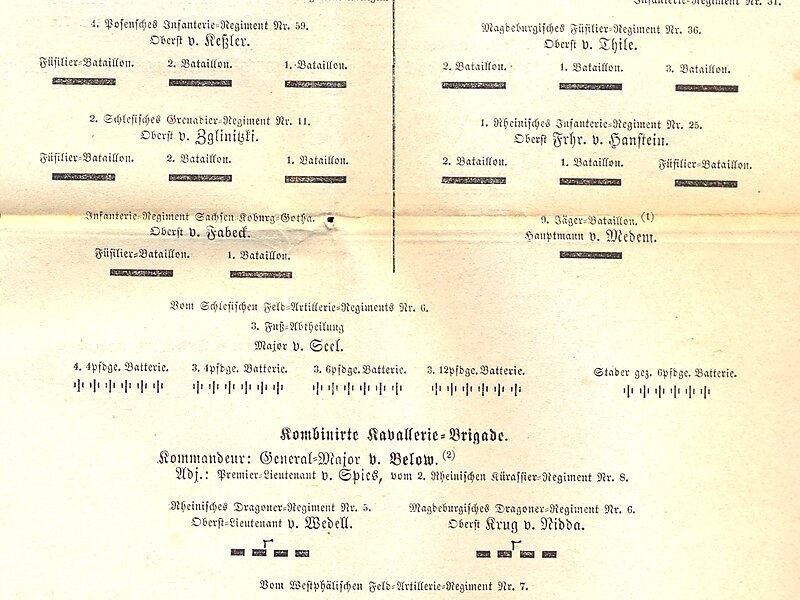 Infanterie-Regiment Nr. 31.
4. Posensches Infanterie-Regiment Nr. 59.
Oberst v. Keßler.
Füsilier-Bataillon. 2. Bataillon. 1. Bataillon.
Magdeburgisches Füsilier-Regiment Nr. 36.
Oberst v. Thile.
2. Bataillon. 1. Bataillon. 3. Bataillon.
2. Schlesisches Grenadier-Regiment Nr. 11.
Oberst v. Zglinitzki.
Füsilier-Bataillon. 2. Bataillon. 1. Bataillon.
1. Rheinisches Infanterie-Regiment Nr. 25.
Oberst Frhr. v. Hanstein.
2. Bataillon. 1. Bataillon. Füsilier-Bataillon.
Infanterie-Regiment Sachsen-Koburg-Gotha.
Oberst v. Fabeck.
Füsilier-Bataillon. 1. Bataillon.
9. Jäger-Bataillon. (1)
Hauptmann v. Medem.
Vom Schlesischen Feld-Artillerie-Regiments Nr. 6.
3. Fuß-Abtheilung
Major v. Seel.
4. 4pfdge. Batterie. 3. 4pfdge. Batterie. 3. 6pfdge. Batterie. 3. 12pfdge. Batterie. Stader gez. 6pfdge. Batterie.
Kombinirte Kavallerie-Brigade.
Kommandeur: General-Major v. Below. (2)
Adj.: Premier-Lieutenant v. Spies, vom 2. Rheinischen Kürassier-Regiment Nr. 8.
Rheinisches Dragoner-Regiment Nr. 5.
Oberst-Lieutenant v. Wedell.
Magdeburgisches Dragoner-Regiment Nr. 6.
Oberst Krug v. Nidda.
Vom Westphälischen Feld-Artillerie-Regiment Nr. 7.